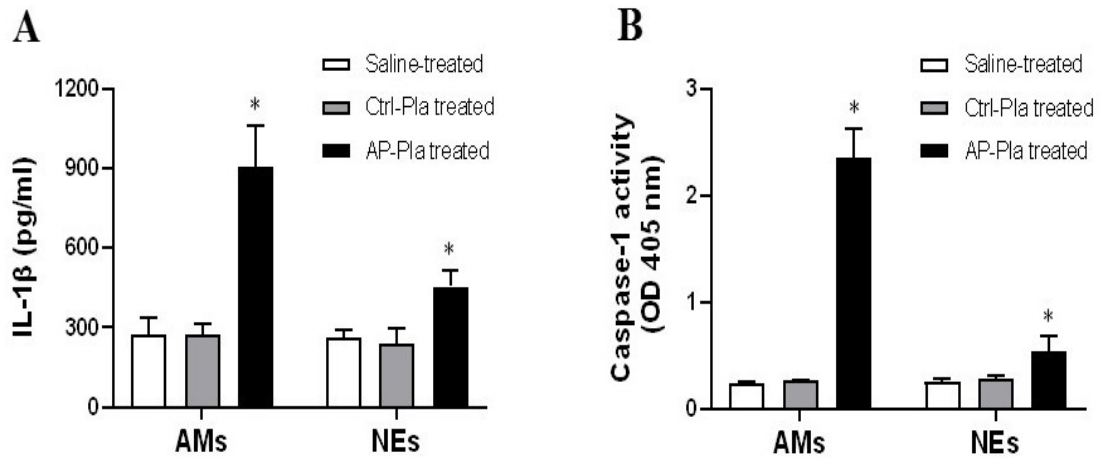 A
Saline-treated
Ctrl-Pla treated
AP-Pla treated
IL-1β (pg/ml)
1200
900
600
300
0
*
*
AMs
NEs
B
Saline-treated
Ctrl-Pla treated
AP-Pla treated
Caspase-1 activity
(OD 405 nm)
3
2
1
0
*
*
AMs
NEs